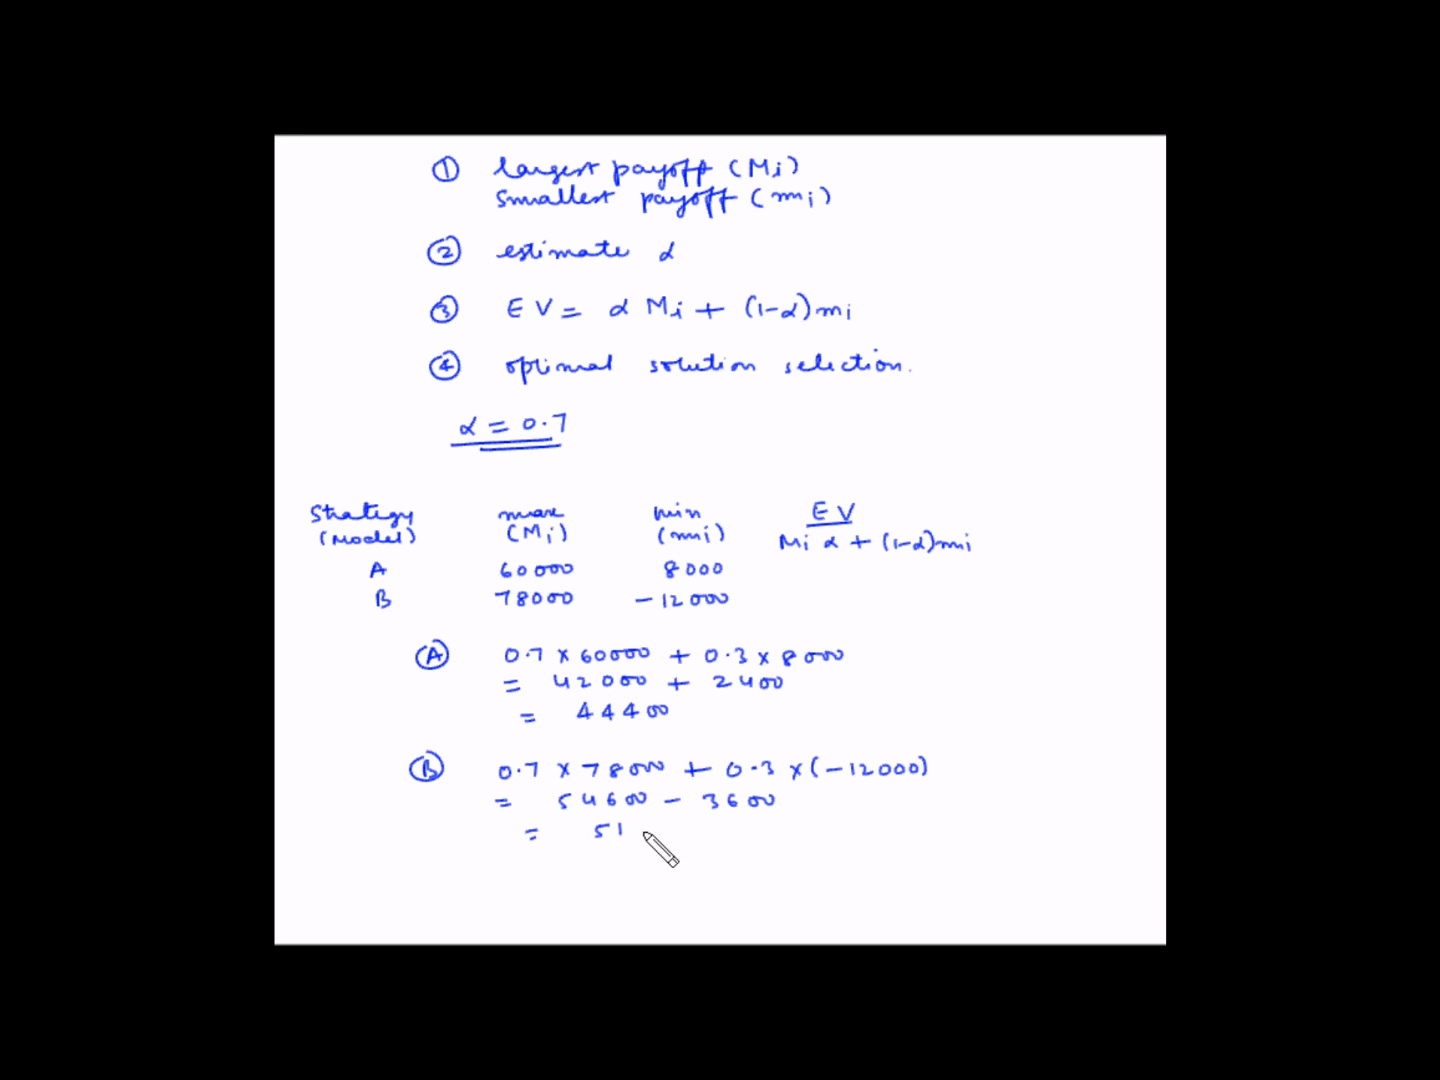 ① largest payoff (Mi)
smallest payoff (mi)
② estimate α
③ EV = α Mi + (1-α)mi
④ optimal solution selection.
α = 0.7
Strategy max min EV
(Model) (Mi) (mi) Mi α + (1-α)mi
A 60000 8000
B 78000 - 12000
Ⓐ 0.7 × 60000 + 0.3 × 8000
= 42000 + 2400
= 44400
Ⓑ 0.7 × 78000 + 0.3 × (-12000)
= 54600 - 3600
= 51